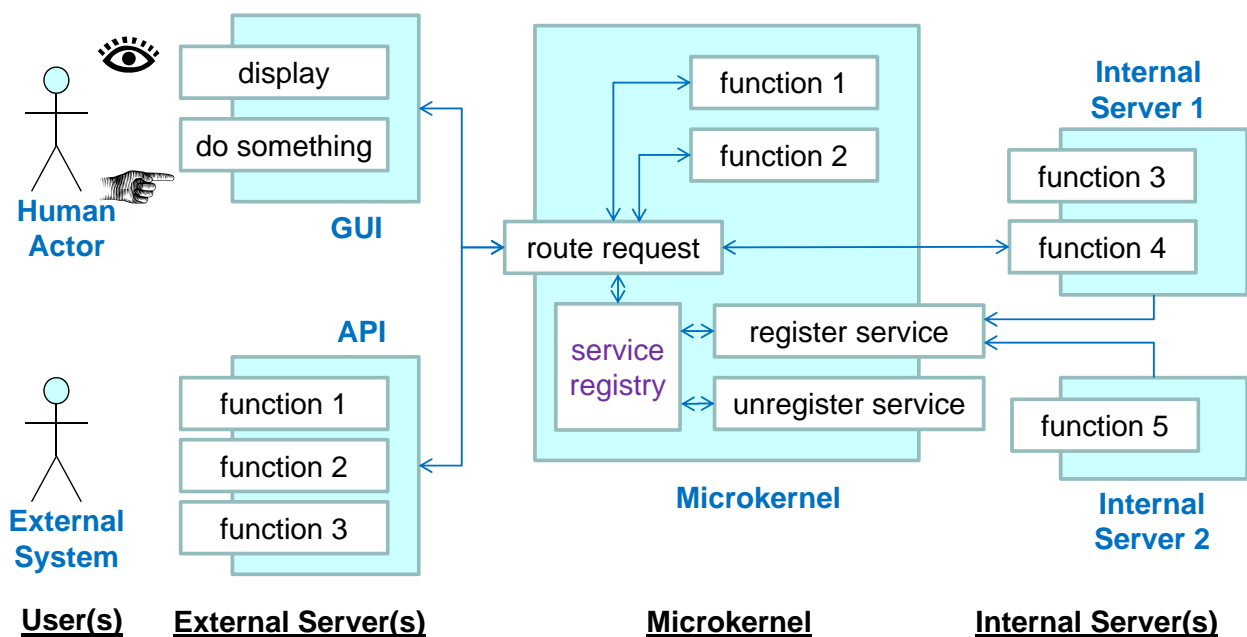 display
do something
GUI
Human
Actor
API
function 1
function 2
function 3
External
System
function 1
function 2
route request
service
registry
register service
unregister service
Microkernel
Internal
Server 1
function 3
function 4
function 5
Internal
Server 2
User(s)
External Server(s)
Microkernel
Internal Server(s)